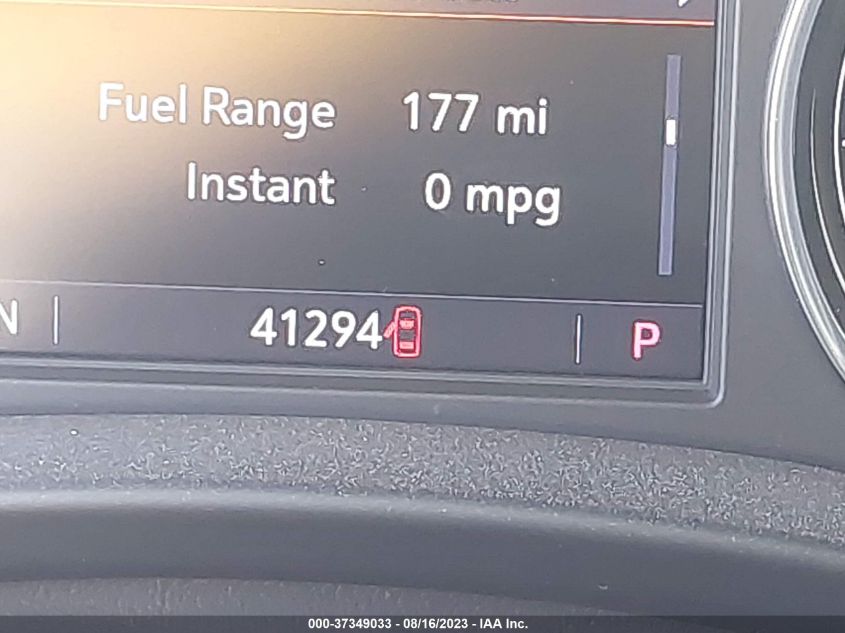 Fuel Range 177 mi
Instant 0 mpg
N 41294 P
000-37349033 - 08/16/2023 - IAA Inc.